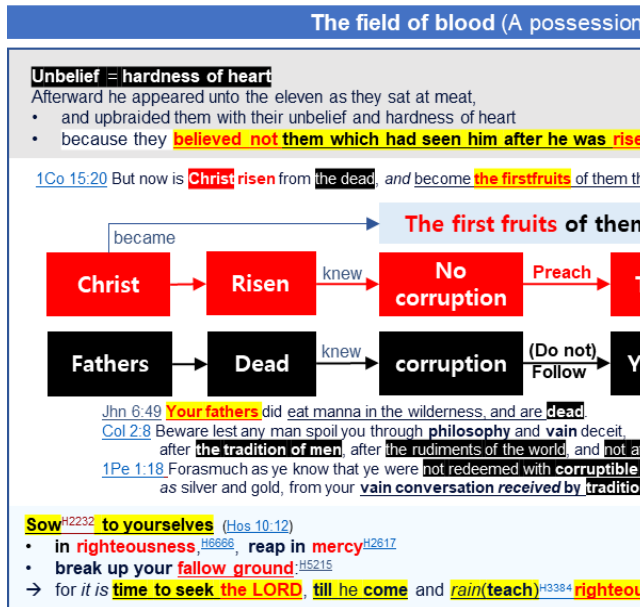 The field of blood (A possession
Unbelief = hardness of heart
Afterward he appeared unto the eleven as they sat at meat,
• and upbraided them with their unbelief and hardness of heart
• because they believed not them which had seen him after he was rise
1Co 15:20 But now is Christ risen from the dead, and become the firstfruits of them th
became
The first fruits of them
Christ
Risen
knew
No corruption
Preach
T
Fathers
Dead
knew
corruption
(Do not) Follow
Y
Jhn 6:49 Your fathers did eat manna in the wilderness, and are dead.
Col 2:8 Beware lest any man spoil you through philosophy and vain deceit,
after the tradition of men, after the rudiments of the world, and not a
1Pe 1:18 Forasmuch as ye know that ye were not redeemed with corruptible
as silver and gold, from your vain conversation received by traditio
Sow H2232 to yourselves (Hos 10:12)
• in righteousness, H6666, reap in mercy H2617
• break up your fallow ground: H5215
→ for it is time to seek the LORD, till he come and rain(teach) H3384 righteou